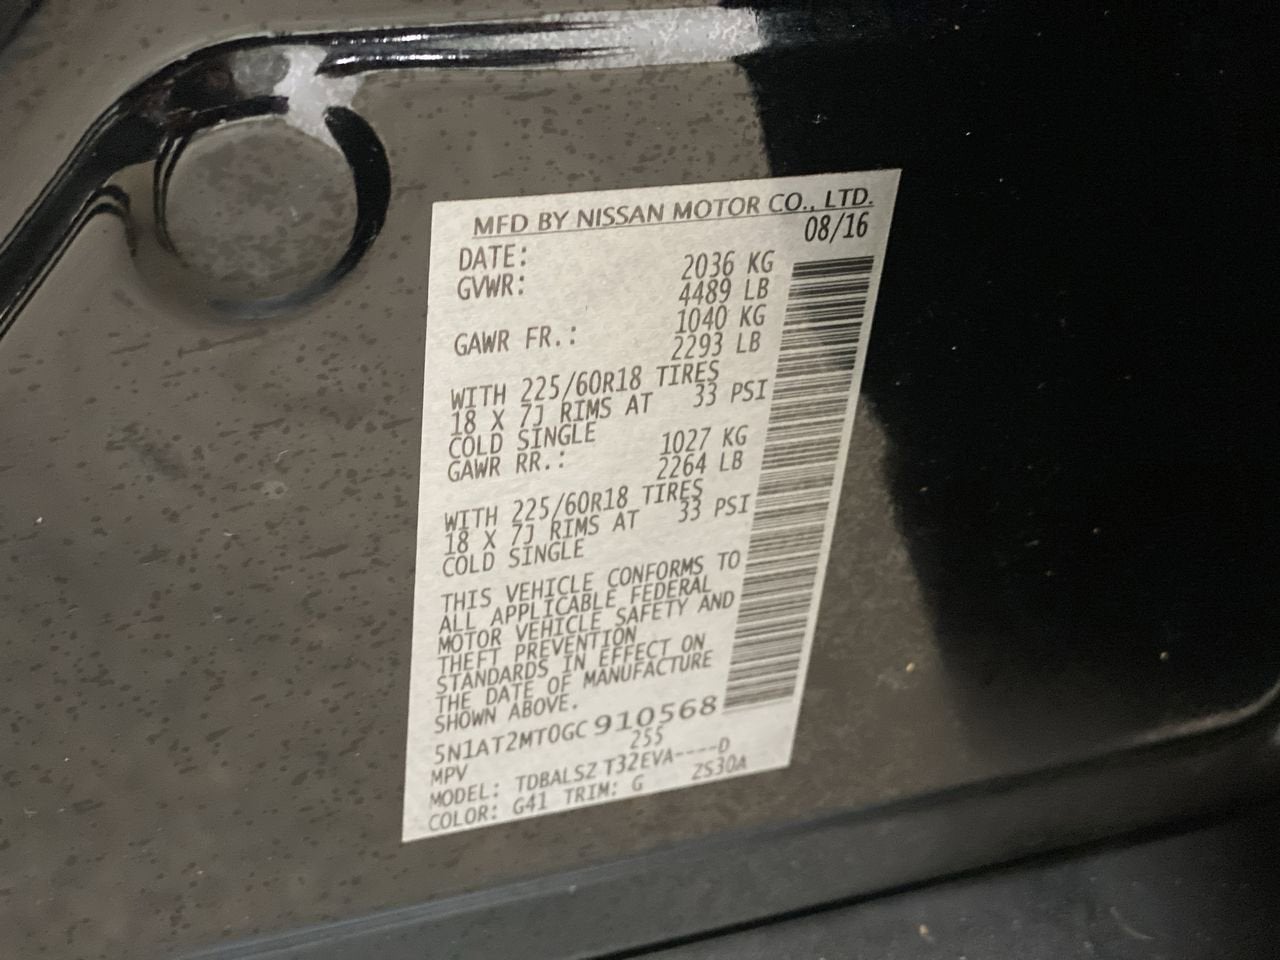 MFD BY NISSAN MOTOR CO., LTD.
DATE: 08/16
GVWR: 2036 KG
4489 LB
GAWR FR.: 1040 KG
2293 LB
WITH 225/60R18 TIRES
18 X 7J RIMS AT 33 PSI
COLD SINGLE
GAWR RR.: 1027 KG
2264 LB
WITH 225/60R18 TIRES
18 X 7J RIMS AT 33 PSI
COLD SINGLE
THIS VEHICLE CONFORMS TO
ALL APPLICABLE FEDERAL
MOTOR VEHICLE SAFETY AND
THEFT PREVENTION
STANDARDS IN EFFECT ON
THE DATE OF MANUFACTURE
SHOWN ABOVE.
5N1AT2MT0GC910568
MPV 255
MODEL: TDBALSZ T32EVA----D
COLOR: G41 TRIM: G ZS30A